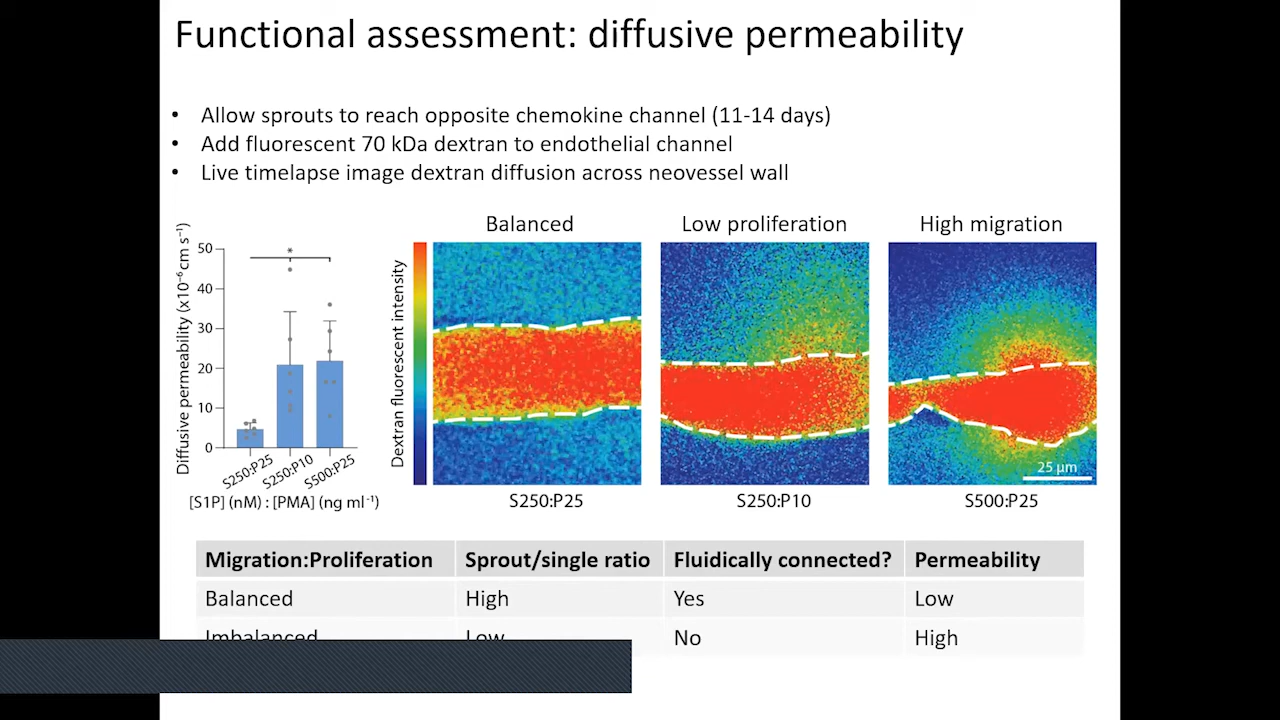 Functional assessment: diffusive permeability
• Allow sprouts to reach opposite chemokine channel (11-14 days)
• Add fluorescent 70 kDa dextran to endothelial channel
• Live timelapse image dextran diffusion across neovessel wall
Diffusive permeability (x10⁻⁶ cm s⁻¹)
50
40
30
20
10
0
*
S250:P25
S250:P10
S500:P25
[S1P] (nM) : [PMA] (ng ml⁻¹)
Dextran fluorescent intensity
Balanced
Low proliferation
High migration
25 µm
S250:P25
S250:P10
S500:P25
Migration:Proliferation Sprout/single ratio Fluidically connected? Permeability
Balanced High Yes Low
Imbalanced Low No High